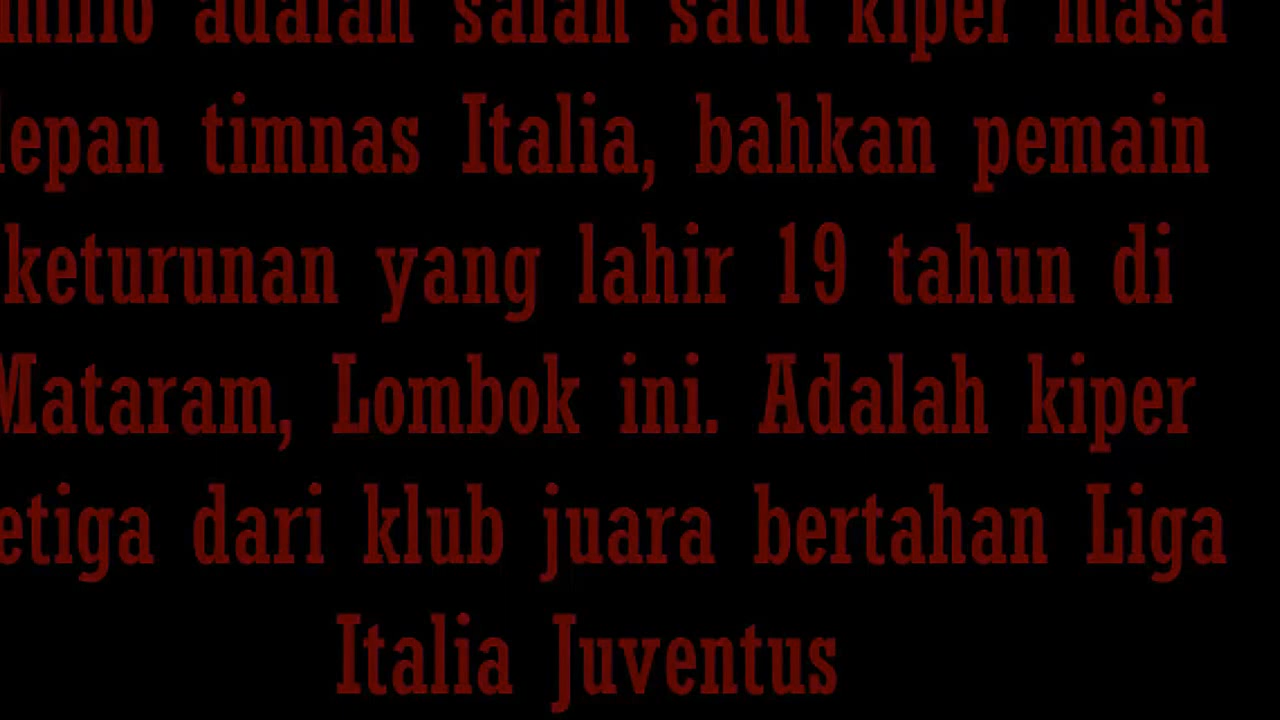 adalah salah satu kiper masa
depan timnas Italia, bahkan pemain
keturunan yang lahir 19 tahun di
Mataram, Lombok ini. Adalah kiper
etiga dari klub juara bertahan Liga
Italia Juventus